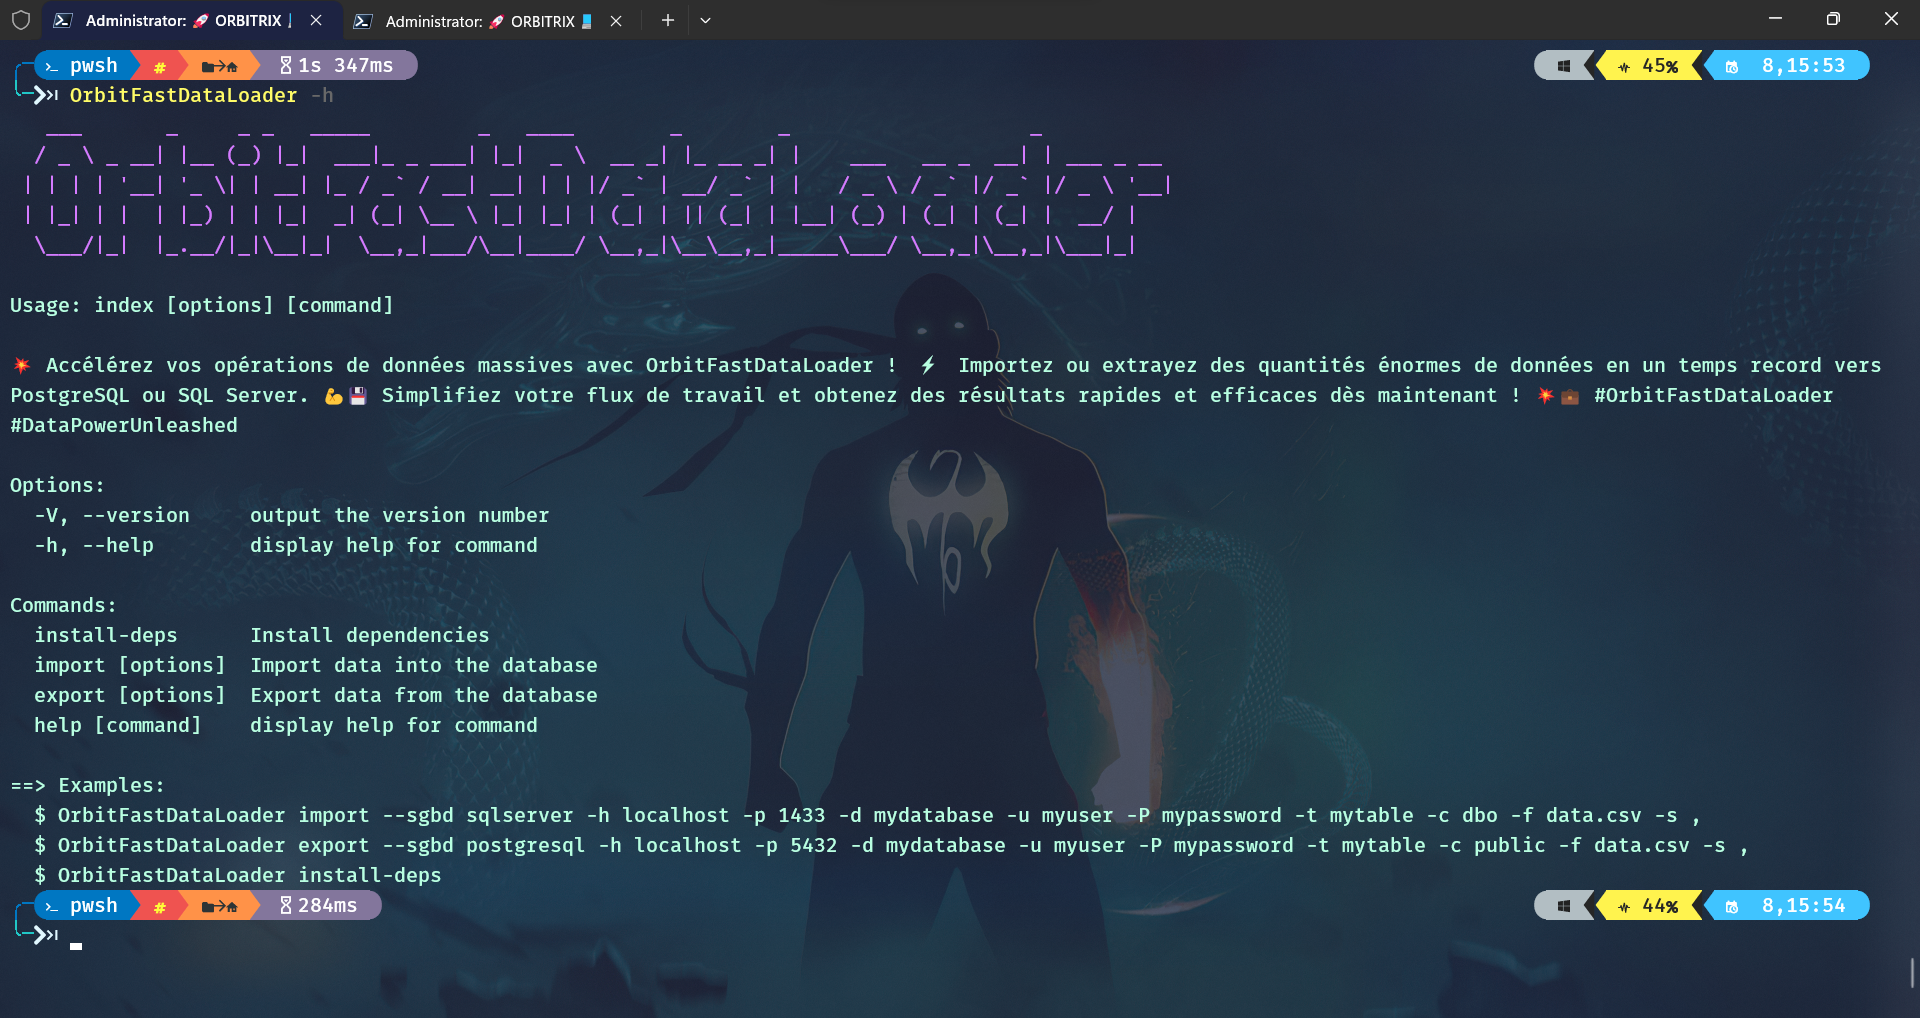 Administrator: 🚀 ORBITRIX
Administrator: 🚀 ORBITRIX
pwsh # 1s 347ms 45% 8,15:53
OrbitFastDataLoader -h
OrbitFastDataLoader
Usage: index [options] [command]
💥 Accélérez vos opérations de données massives avec OrbitFastDataLoader ! ⚡ Importez ou extrayez des quantités énormes de données en un temps record vers
PostgreSQL ou SQL Server. 💪💾 Simplifiez votre flux de travail et obtenez des résultats rapides et efficaces dès maintenant ! 💥💼 #OrbitFastDataLoader
#DataPowerUnleashed
Options:
-V, --version output the version number
-h, --help display help for command
Commands:
install-deps Install dependencies
import [options] Import data into the database
export [options] Export data from the database
help [command] display help for command
==> Examples:
$ OrbitFastDataLoader import --sgbd sqlserver -h localhost -p 1433 -d mydatabase -u myuser -P mypassword -t mytable -c dbo -f data.csv -s ,
$ OrbitFastDataLoader export --sgbd postgresql -h localhost -p 5432 -d mydatabase -u myuser -P mypassword -t mytable -c public -f data.csv -s ,
$ OrbitFastDataLoader install-deps
pwsh # 284ms 44% 8,15:54